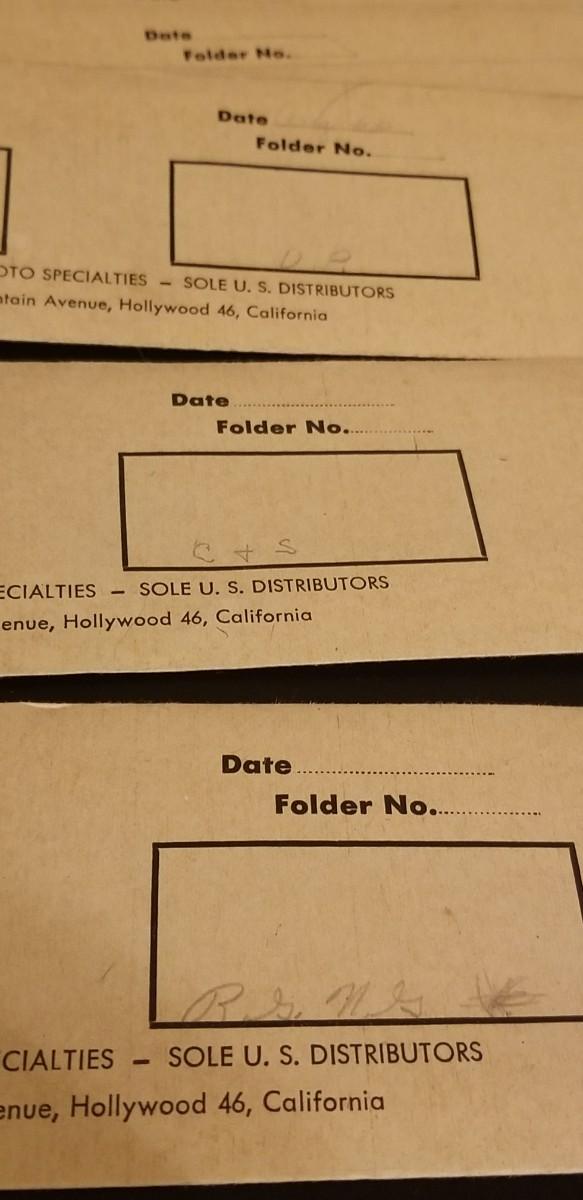 Date
Folder No.
Date
Folder No.
OTO SPECIALTIES — SOLE U. S. DISTRIBUTORS
ntain Avenue, Hollywood 46, California
Date
Folder No.
C + S
ECIALTIES — SOLE U. S. DISTRIBUTORS
enue, Hollywood 46, California
Date
Folder No.
R.G. N.G.
CIALTIES — SOLE U. S. DISTRIBUTORS
enue, Hollywood 46, California